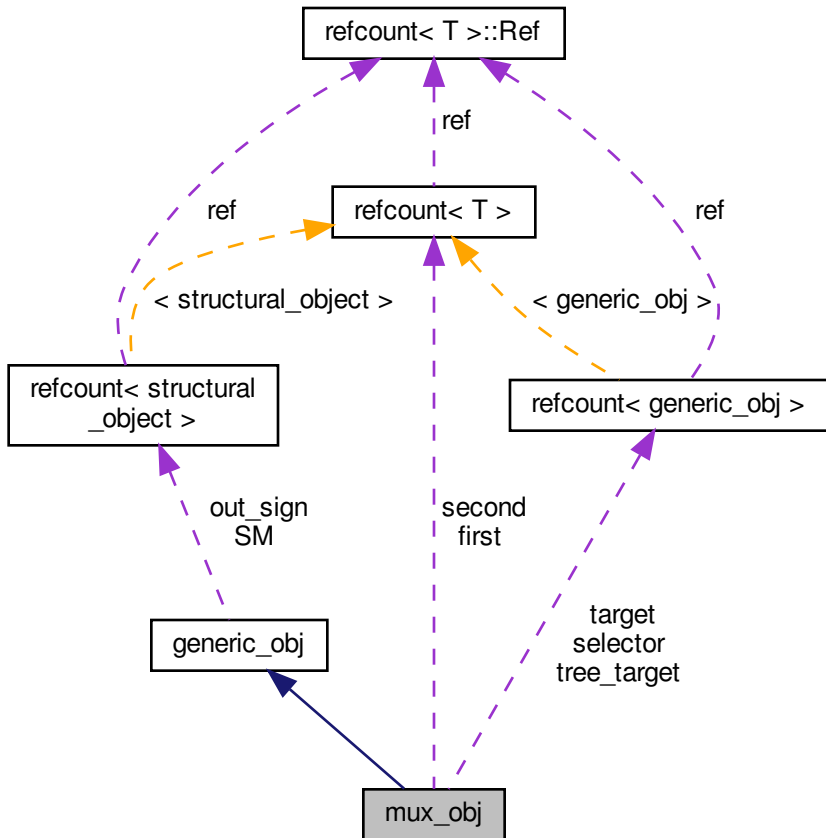 refcount< T >::Ref
ref
ref
refcount< T >
ref
< structural_object >
< generic_obj >
refcount< structural
_object >
refcount< generic_obj >
out_sign
SM
second
first
target
selector
tree_target
generic_obj
mux_obj